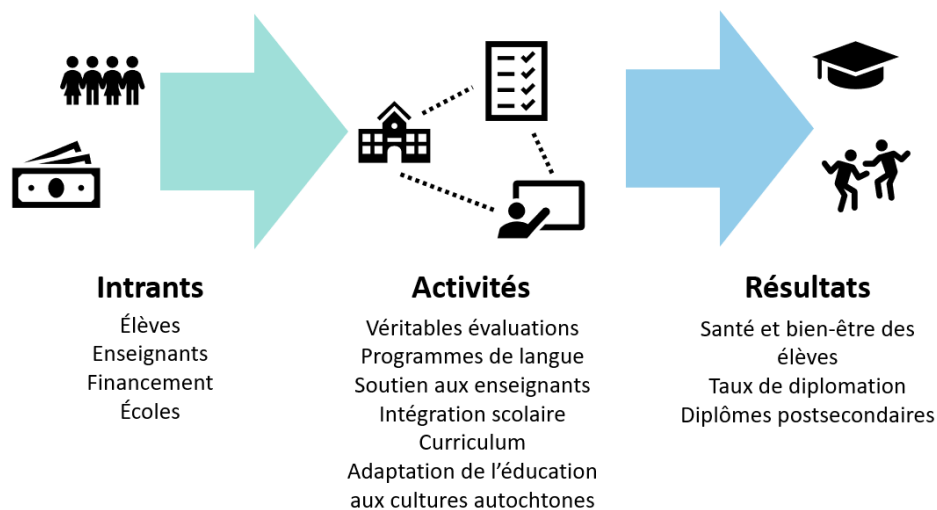 Intrants
Élèves
Enseignants
Financement
Écoles
Activités
Véritables évaluations
Programmes de langue
Soutien aux enseignants
Intégration scolaire
Curriculum
Adaptation de l’éducation
aux cultures autochtones
Résultats
Santé et bien-être des
élèves
Taux de diplomation
Diplômes postsecondaires